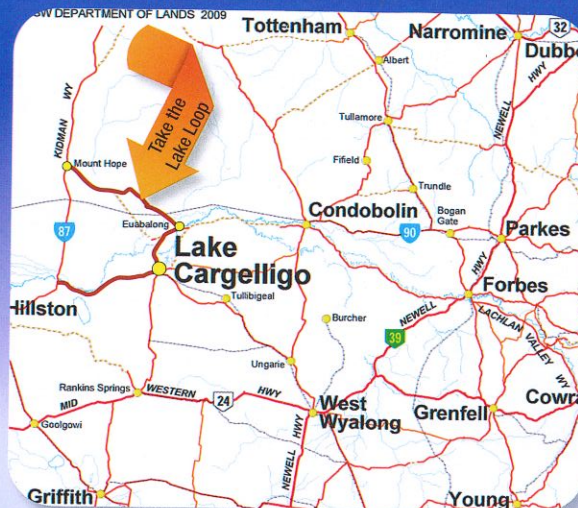 SW DEPARTMENT OF LANDS 2009
Tottenham
Narromine
32
Dubbo
Albert
NEWELL HWY
KIDMAN WY
Take the
Lake Loop
Tullamore
Mount Hope
Fifield
Trundle
Euabalong
Condobolin
Bogan
Gate
87
90
Parkes
Lake
Cargelligo
HWY
Forbes
Tullibigeal
Hillston
Burcher
NEWELL
LACHLAN VALLEY WY
39
Ungarie
Rankins Springs
MID WESTERN HWY
24
West
Wyalong
Grenfell
Cowra
Goolgowi
NEWELL HWY
Griffith
Young